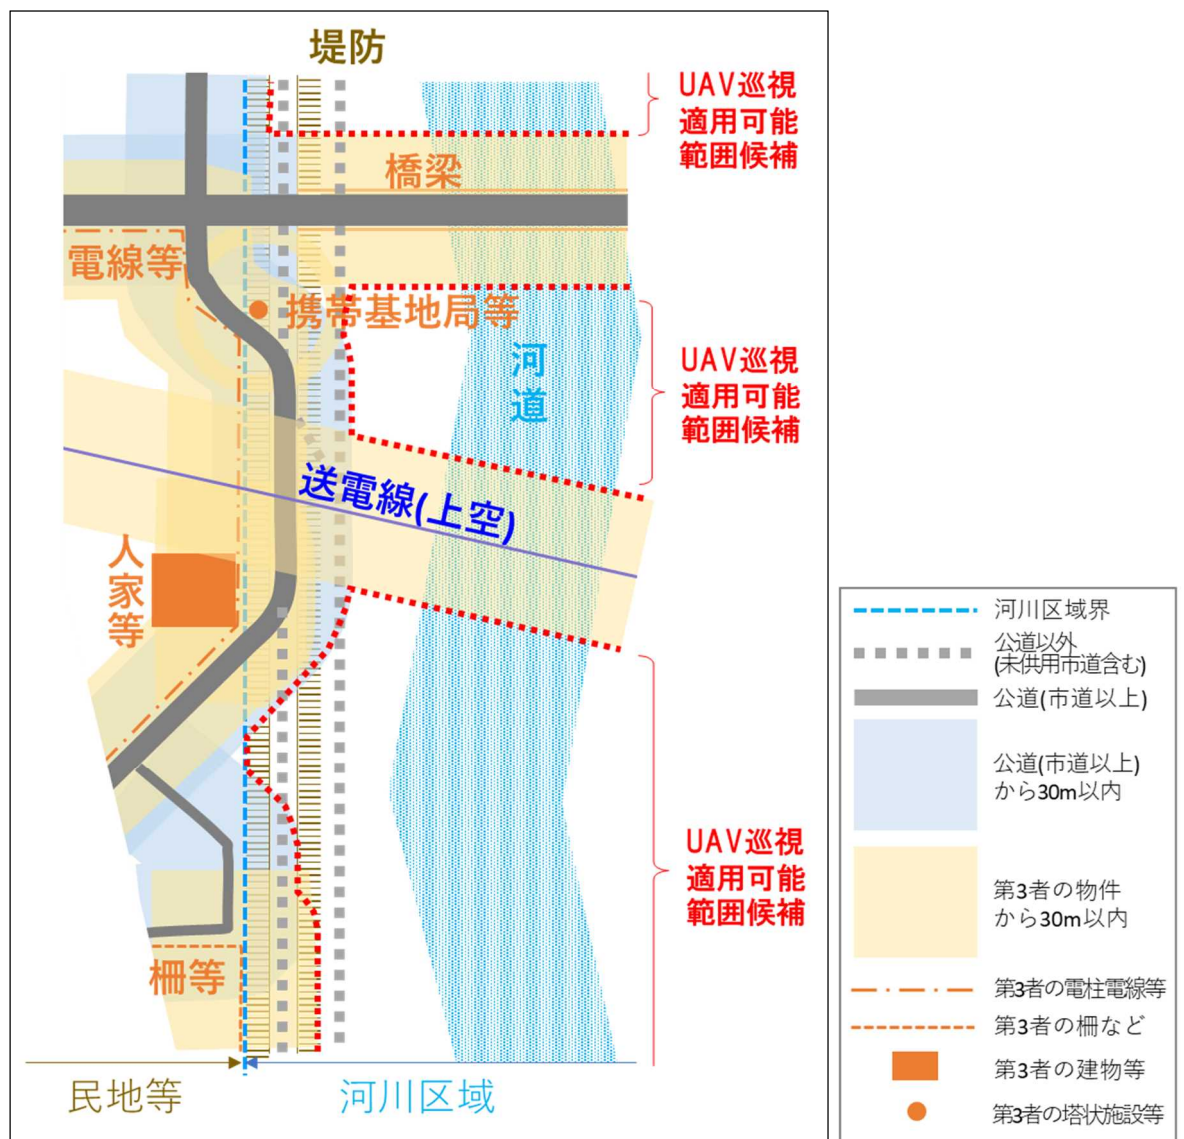 堤防
UAV巡視
適用可能
範囲候補
橋梁
電線等
携帯基地局等
河道
UAV巡視
適用可能
範囲候補
送電線(上空)
人家等
UAV巡視
適用可能
範囲候補
柵等
民地等
河川区域
河川区域界
公道以外
(未供用市道含む)
公道(市道以上)
公道(市道以上)
から30m以内
第3者の物件
から30m以内
第3者の電柱電線等
第3者の柵など
第3者の建物等
第3者の塔状施設等